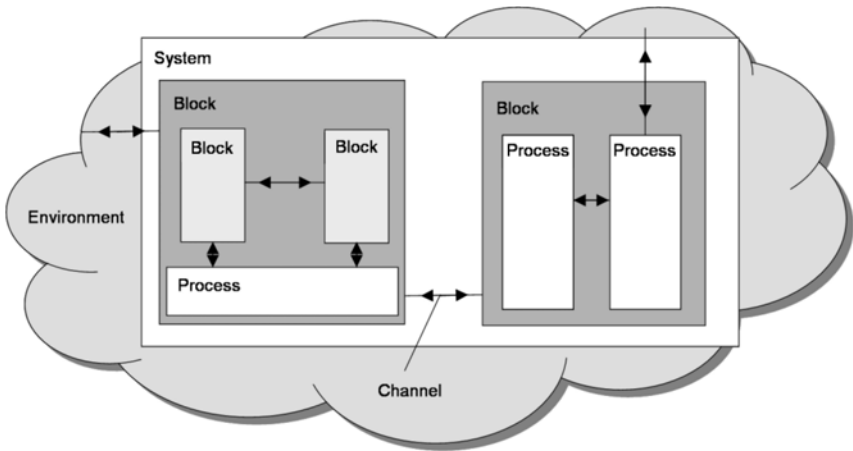 System
Block
Block
Block
Block
Process
Process
Environment
Process
Channel